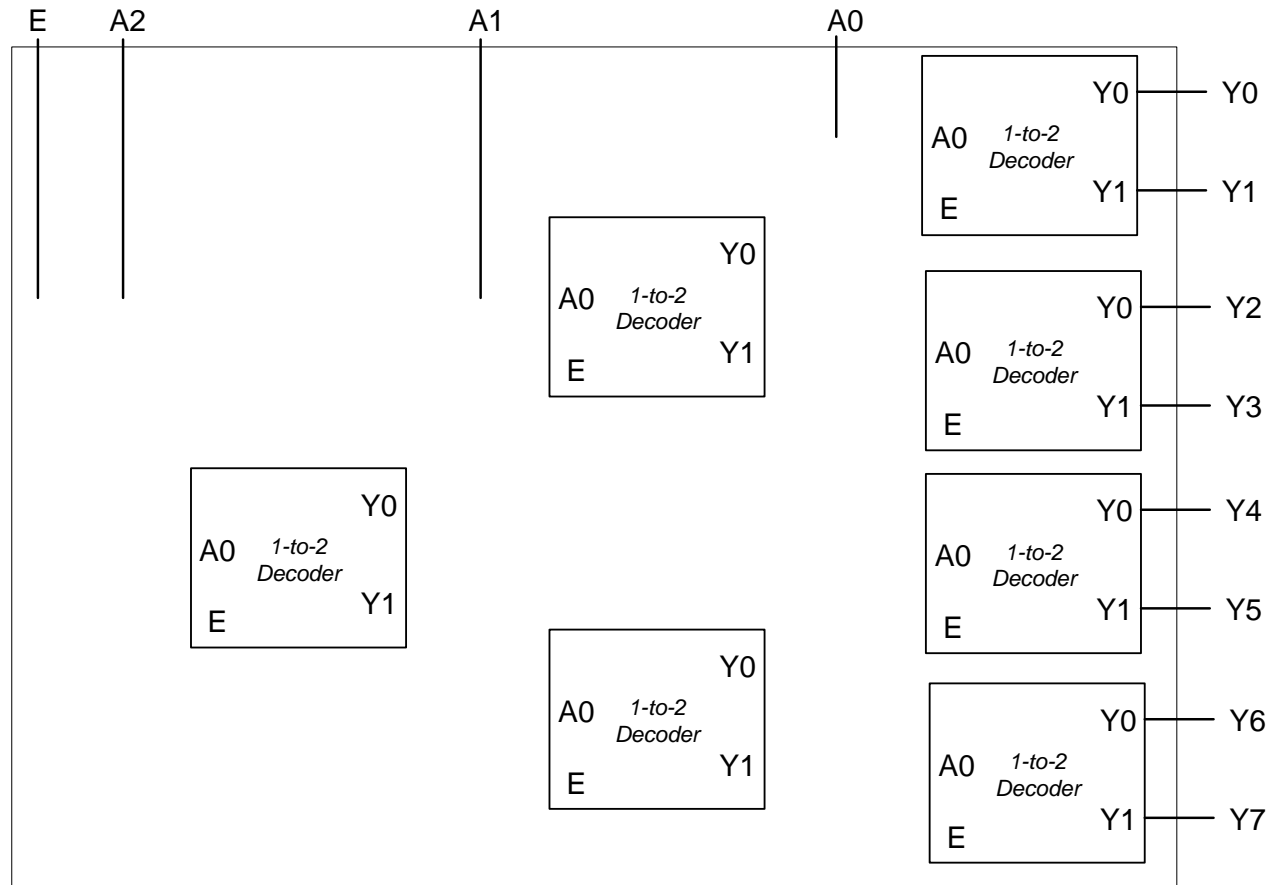 E A2 A1 A0
Y0 Y0
A0 1-to-2
Decoder
Y1 Y1
E
Y0
A0 1-to-2
Decoder
Y1
E
Y0 Y2
A0 1-to-2
Decoder
Y1 Y3
E
Y0
A0 1-to-2
Decoder
Y1
E
Y0 Y4
A0 1-to-2
Decoder
Y1 Y5
E
Y0
A0 1-to-2
Decoder
Y1
E
Y0 Y6
A0 1-to-2
Decoder
Y1 Y7
E